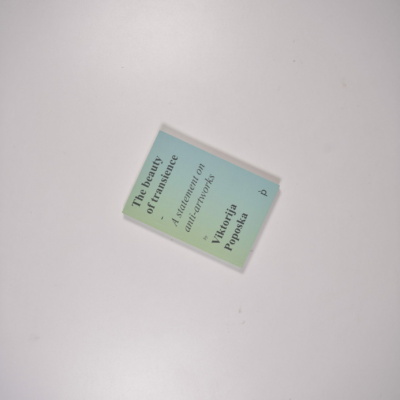 The beauty
of transience
A statement on
anti-artworks
Viktorija
Poposka